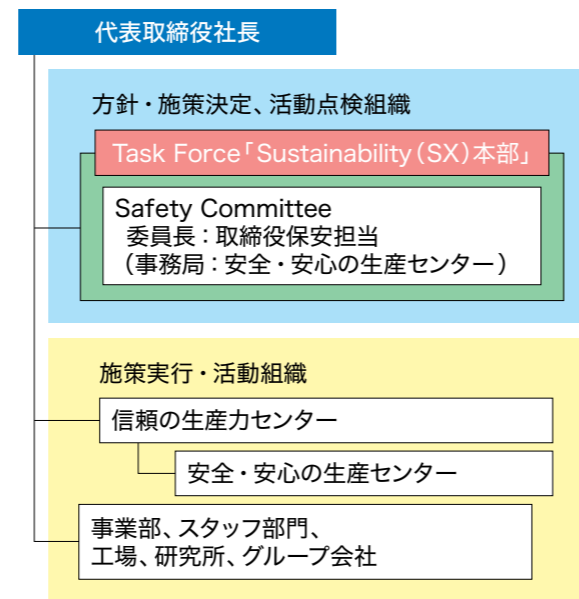 代表取締役社長
方針・施策決定、活動点検組織
Task Force「Sustainability(SX)本部」
Safety Committee
委員長：取締役保安担当
（事務局：安全・安心の生産センター）
施策実行・活動組織
信頼の生産力センター
安全・安心の生産センター
事業部、スタッフ部門、
工場、研究所、グループ会社